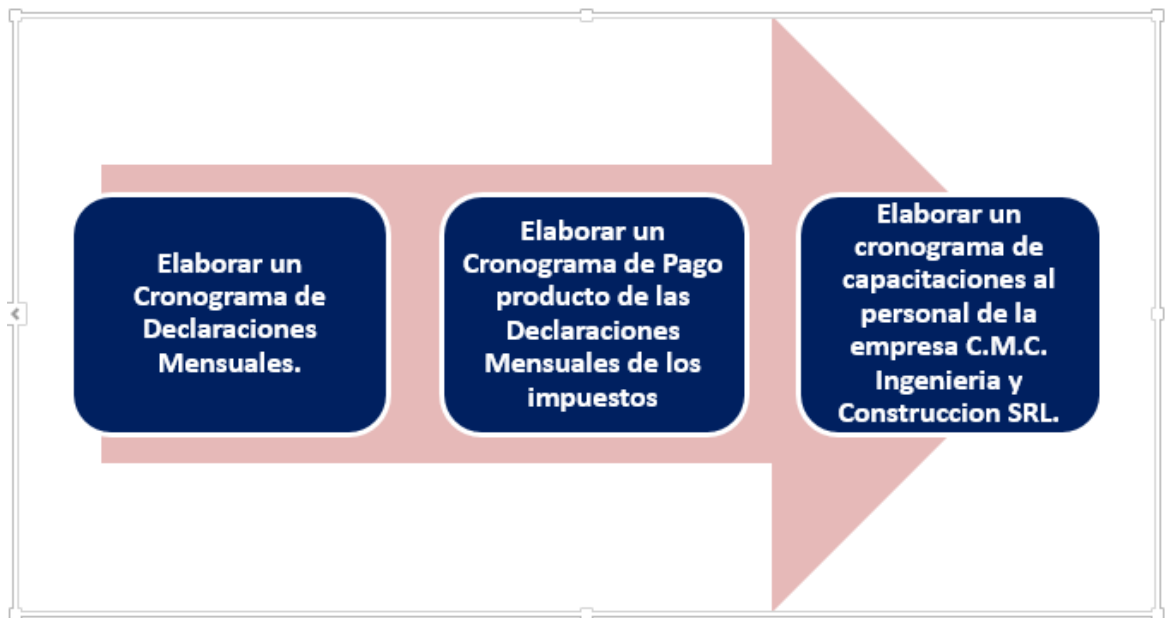 Elaborar un
Cronograma de
Declaraciones
Mensuales.
Elaborar un
Cronograma de Pago
producto de las
Declaraciones
Mensuales de los
impuestos
Elaborar un
cronograma de
capacitaciones al
personal de la
empresa C.M.C.
Ingenieria y
Construccion SRL.